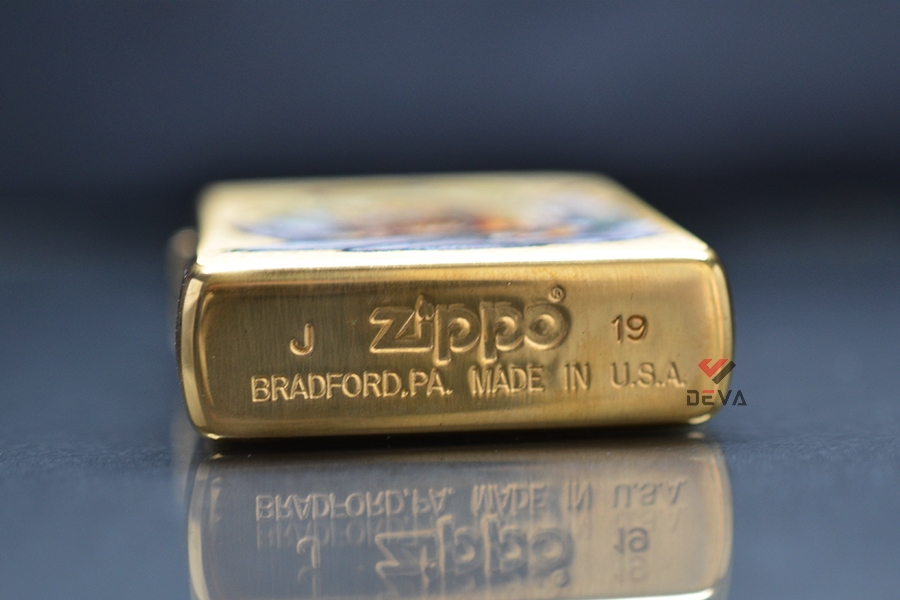 J Zippo® 19
BRADFORD,PA. MADE IN U.S.A.
DEVA